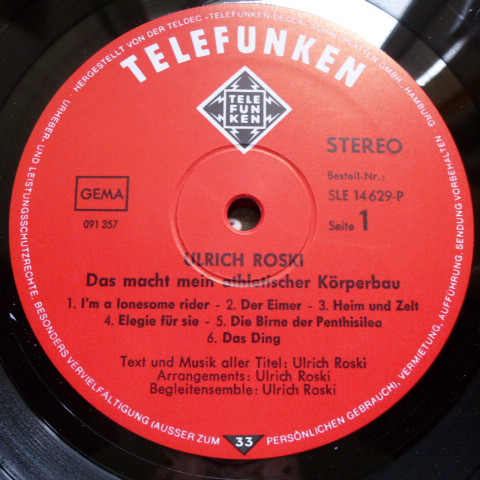 TELEFUNKEN
TELE
FUN
KEN
STEREO
Bestell-Nr.:
SLE 14 629-P
Seite 1
GEMA
091 357
ULRICH ROSKI
Das macht mein athletischer Körperbau
1. I'm a lonesome rider - 2. Der Eimer - 3. Heim und Zelt
4. Elegie für sie - 5. Die Birne der Penthisilea
6. Das Ding
Text und Musik aller Titel: Ulrich Roski
Arrangements: Ulrich Roski
Begleitensemble: Ulrich Roski
33
HERGESTELLT VON DER TELDEC »TELEFUNKEN-DECCA« SCHALLPLATTEN GMBH · HAMBURG
URHEBER- UND LEISTUNGSSCHUTZRECHTE, BESONDERS VERVIELFÄLTIGUNG (AUSSER ZUM PERSÖNLICHEN GEBRAUCH), VERMIETUNG, AUFFÜHRUNG, SENDUNG VORBEHALTEN